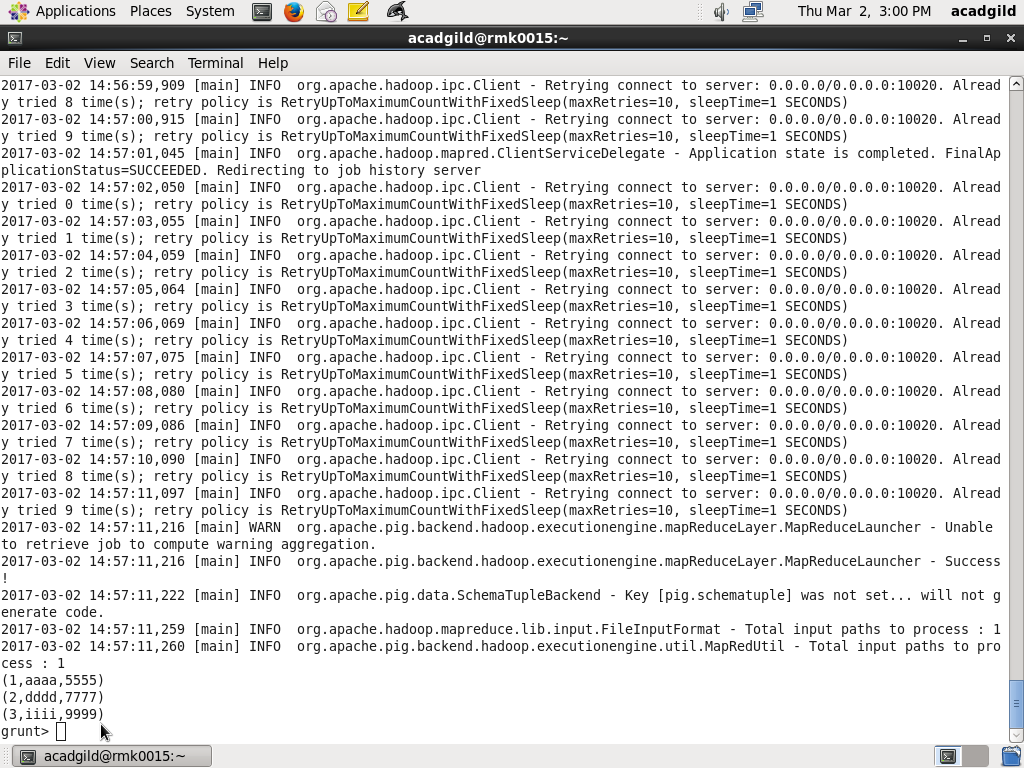 Applications Places System Thu Mar 2, 3:00 PM acadgild
acadgild@rmk0015:~
File Edit View Search Terminal Help
2017-03-02 14:56:59,909 [main] INFO  org.apache.hadoop.ipc.Client - Retrying connect to server: 0.0.0.0/0.0.0.0:10020. Alread
y tried 8 time(s); retry policy is RetryUpToMaximumCountWithFixedSleep(maxRetries=10, sleepTime=1 SECONDS)
2017-03-02 14:57:00,915 [main] INFO  org.apache.hadoop.ipc.Client - Retrying connect to server: 0.0.0.0/0.0.0.0:10020. Alread
y tried 9 time(s); retry policy is RetryUpToMaximumCountWithFixedSleep(maxRetries=10, sleepTime=1 SECONDS)
2017-03-02 14:57:01,045 [main] INFO  org.apache.hadoop.mapred.ClientServiceDelegate - Application state is completed. FinalAp
plicationStatus=SUCCEEDED. Redirecting to job history server
2017-03-02 14:57:02,050 [main] INFO  org.apache.hadoop.ipc.Client - Retrying connect to server: 0.0.0.0/0.0.0.0:10020. Alread
y tried 0 time(s); retry policy is RetryUpToMaximumCountWithFixedSleep(maxRetries=10, sleepTime=1 SECONDS)
2017-03-02 14:57:03,055 [main] INFO  org.apache.hadoop.ipc.Client - Retrying connect to server: 0.0.0.0/0.0.0.0:10020. Alread
y tried 1 time(s); retry policy is RetryUpToMaximumCountWithFixedSleep(maxRetries=10, sleepTime=1 SECONDS)
2017-03-02 14:57:04,059 [main] INFO  org.apache.hadoop.ipc.Client - Retrying connect to server: 0.0.0.0/0.0.0.0:10020. Alread
y tried 2 time(s); retry policy is RetryUpToMaximumCountWithFixedSleep(maxRetries=10, sleepTime=1 SECONDS)
2017-03-02 14:57:05,064 [main] INFO  org.apache.hadoop.ipc.Client - Retrying connect to server: 0.0.0.0/0.0.0.0:10020. Alread
y tried 3 time(s); retry policy is RetryUpToMaximumCountWithFixedSleep(maxRetries=10, sleepTime=1 SECONDS)
2017-03-02 14:57:06,069 [main] INFO  org.apache.hadoop.ipc.Client - Retrying connect to server: 0.0.0.0/0.0.0.0:10020. Alread
y tried 4 time(s); retry policy is RetryUpToMaximumCountWithFixedSleep(maxRetries=10, sleepTime=1 SECONDS)
2017-03-02 14:57:07,075 [main] INFO  org.apache.hadoop.ipc.Client - Retrying connect to server: 0.0.0.0/0.0.0.0:10020. Alread
y tried 5 time(s); retry policy is RetryUpToMaximumCountWithFixedSleep(maxRetries=10, sleepTime=1 SECONDS)
2017-03-02 14:57:08,080 [main] INFO  org.apache.hadoop.ipc.Client - Retrying connect to server: 0.0.0.0/0.0.0.0:10020. Alread
y tried 6 time(s); retry policy is RetryUpToMaximumCountWithFixedSleep(maxRetries=10, sleepTime=1 SECONDS)
2017-03-02 14:57:09,086 [main] INFO  org.apache.hadoop.ipc.Client - Retrying connect to server: 0.0.0.0/0.0.0.0:10020. Alread
y tried 7 time(s); retry policy is RetryUpToMaximumCountWithFixedSleep(maxRetries=10, sleepTime=1 SECONDS)
2017-03-02 14:57:10,090 [main] INFO  org.apache.hadoop.ipc.Client - Retrying connect to server: 0.0.0.0/0.0.0.0:10020. Alread
y tried 8 time(s); retry policy is RetryUpToMaximumCountWithFixedSleep(maxRetries=10, sleepTime=1 SECONDS)
2017-03-02 14:57:11,097 [main] INFO  org.apache.hadoop.ipc.Client - Retrying connect to server: 0.0.0.0/0.0.0.0:10020. Alread
y tried 9 time(s); retry policy is RetryUpToMaximumCountWithFixedSleep(maxRetries=10, sleepTime=1 SECONDS)
2017-03-02 14:57:11,216 [main] WARN  org.apache.pig.backend.hadoop.executionengine.mapReduceLayer.MapReduceLauncher - Unable
to retrieve job to compute warning aggregation.
2017-03-02 14:57:11,216 [main] INFO  org.apache.pig.backend.hadoop.executionengine.mapReduceLayer.MapReduceLauncher - Success
!
2017-03-02 14:57:11,222 [main] INFO  org.apache.pig.data.SchemaTupleBackend - Key [pig.schematuple] was not set... will not g
enerate code.
2017-03-02 14:57:11,259 [main] INFO  org.apache.hadoop.mapreduce.lib.input.FileInputFormat - Total input paths to process : 1
2017-03-02 14:57:11,260 [main] INFO  org.apache.pig.backend.hadoop.executionengine.util.MapRedUtil - Total input paths to pro
cess : 1
(1,aaaa,5555)
(2,dddd,7777)
(3,iiii,9999)
grunt>
acadgild@rmk0015:~